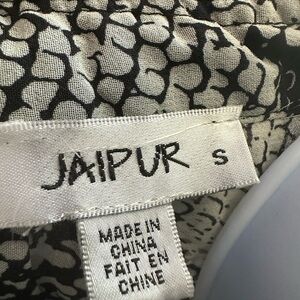 JAIPUR S
MADE IN
CHINA
FAIT EN
CHINE